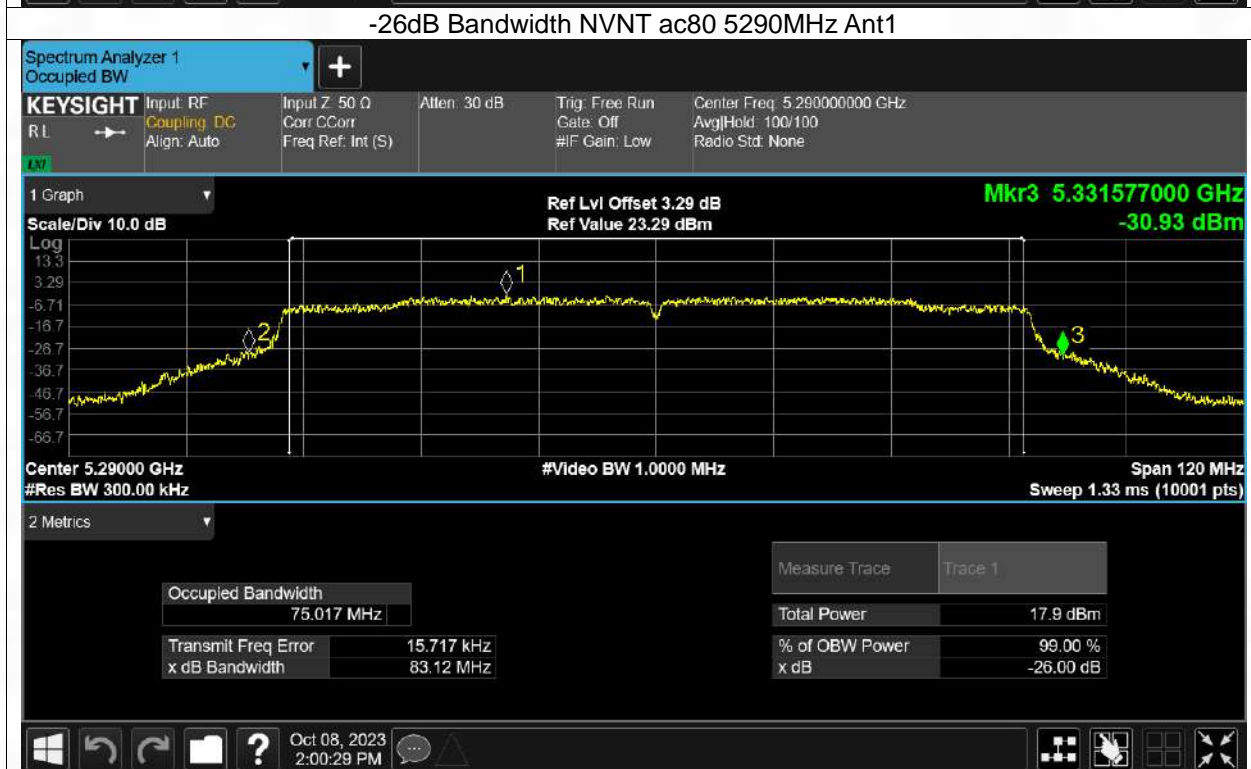 -26dB Bandwidth NVNT ac80 5290MHz Ant1
Spectrum Analyzer 1
Occupied BW
+
KEYSIGHT
RL
LXI
Input: RF
Coupling: DC
Align: Auto
Input Z: 50 Ω
Corr CCorr
Freq Ref: Int (S)
Atten: 30 dB
Trig: Free Run
Gate: Off
#IF Gain: Low
Center Freq: 5.290000000 GHz
Avg|Hold: 100/100
Radio Std: None
1 Graph
Scale/Div 10.0 dB
Ref Lvl Offset 3.29 dB
Ref Value 23.29 dBm
Mkr3 5.331577000 GHz
-30.93 dBm
Log
13.3
3.29
-6.71
-16.7
-26.7
-36.7
-46.7
-56.7
-66.7
1
2
3
Center 5.29000 GHz
#Res BW 300.00 kHz
#Video BW 1.0000 MHz
Span 120 MHz
Sweep 1.33 ms (10001 pts)
2 Metrics
Measure Trace Trace 1
Occupied Bandwidth
75.017 MHz
Total Power 17.9 dBm
Transmit Freq Error 15.717 kHz
% of OBW Power 99.00 %
x dB Bandwidth 83.12 MHz
x dB -26.00 dB
?
Oct 08, 2023
2:00:29 PM